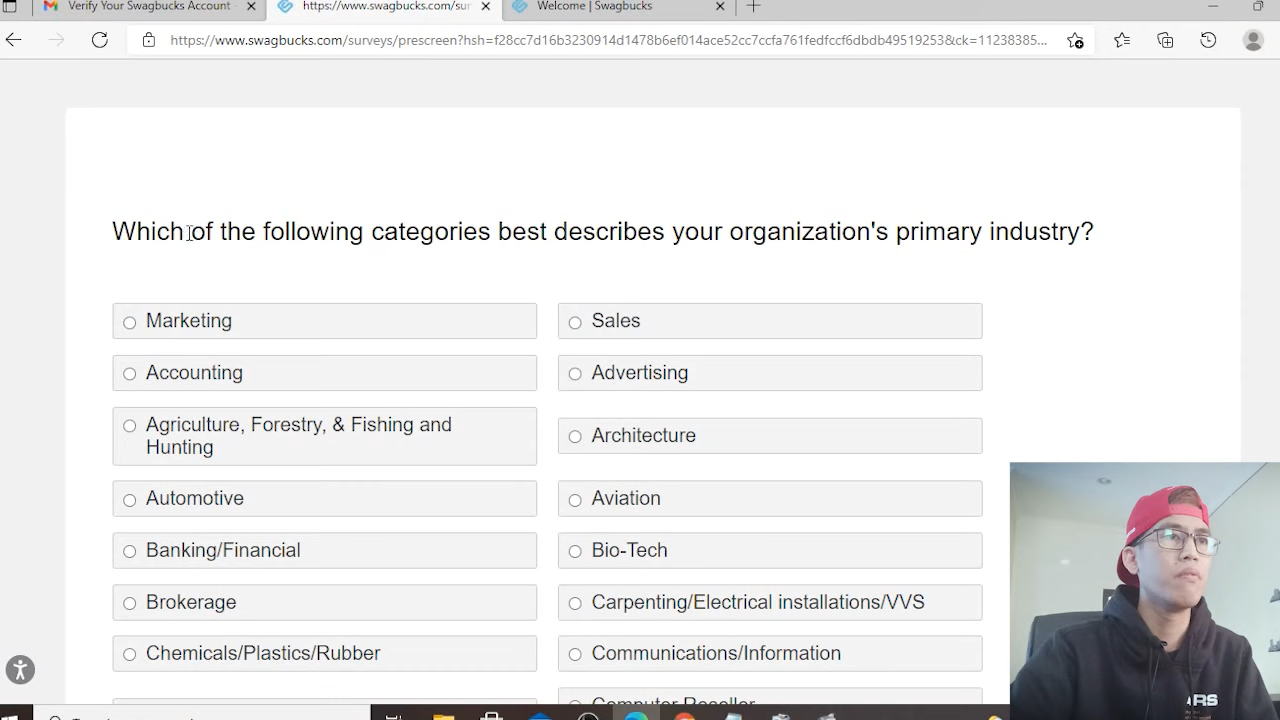 Verify Your Swagbucks Account
https://www.swagbucks.com/sur
Welcome | Swagbucks
https://www.swagbucks.com/surveys/prescreen?hsh=f28cc7d16b3230914d1478b6ef014ace52cc7ccfa761fedfccf6dbdb49519253&ck=11238385...
Which of the following categories best describes your organization's primary industry?
Marketing
Sales
Accounting
Advertising
Agriculture, Forestry, & Fishing and
Hunting
Architecture
Automotive
Aviation
Banking/Financial
Bio-Tech
Brokerage
Carpenting/Electrical installations/VVS
Chemicals/Plastics/Rubber
Communications/Information
Computer Reseller
ARS